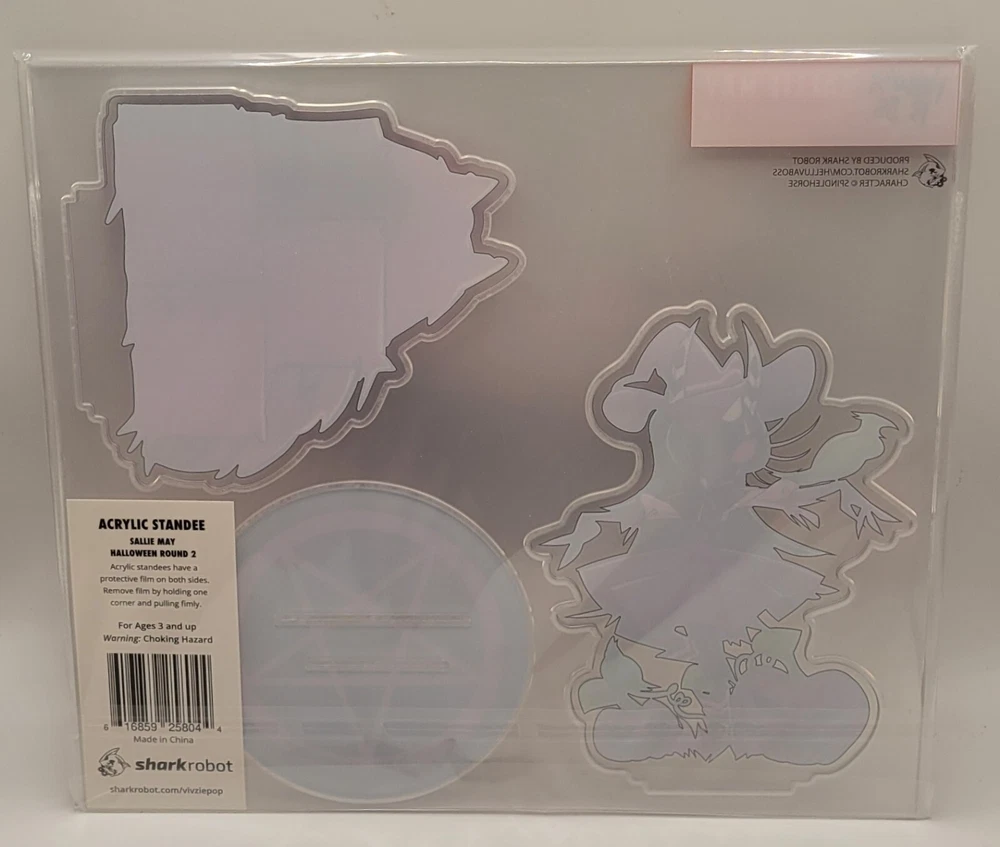 PRODUCED BY SHARK ROBOT
SHARKROBOT.COM/HELLUVABOSS
CHARACTER © SPINDLEHORSE
ACRYLIC STANDEE
SALLIE MAY
HALLOWEEN ROUND 2
Acrylic standees have a
protective film on both sides.
Remove film by holding one
corner and pulling fimly.
For Ages 3 and up
Warning: Choking Hazard
6 16859 25804 4
Made in China
sharkrobot
sharkrobot.com/vivziepop